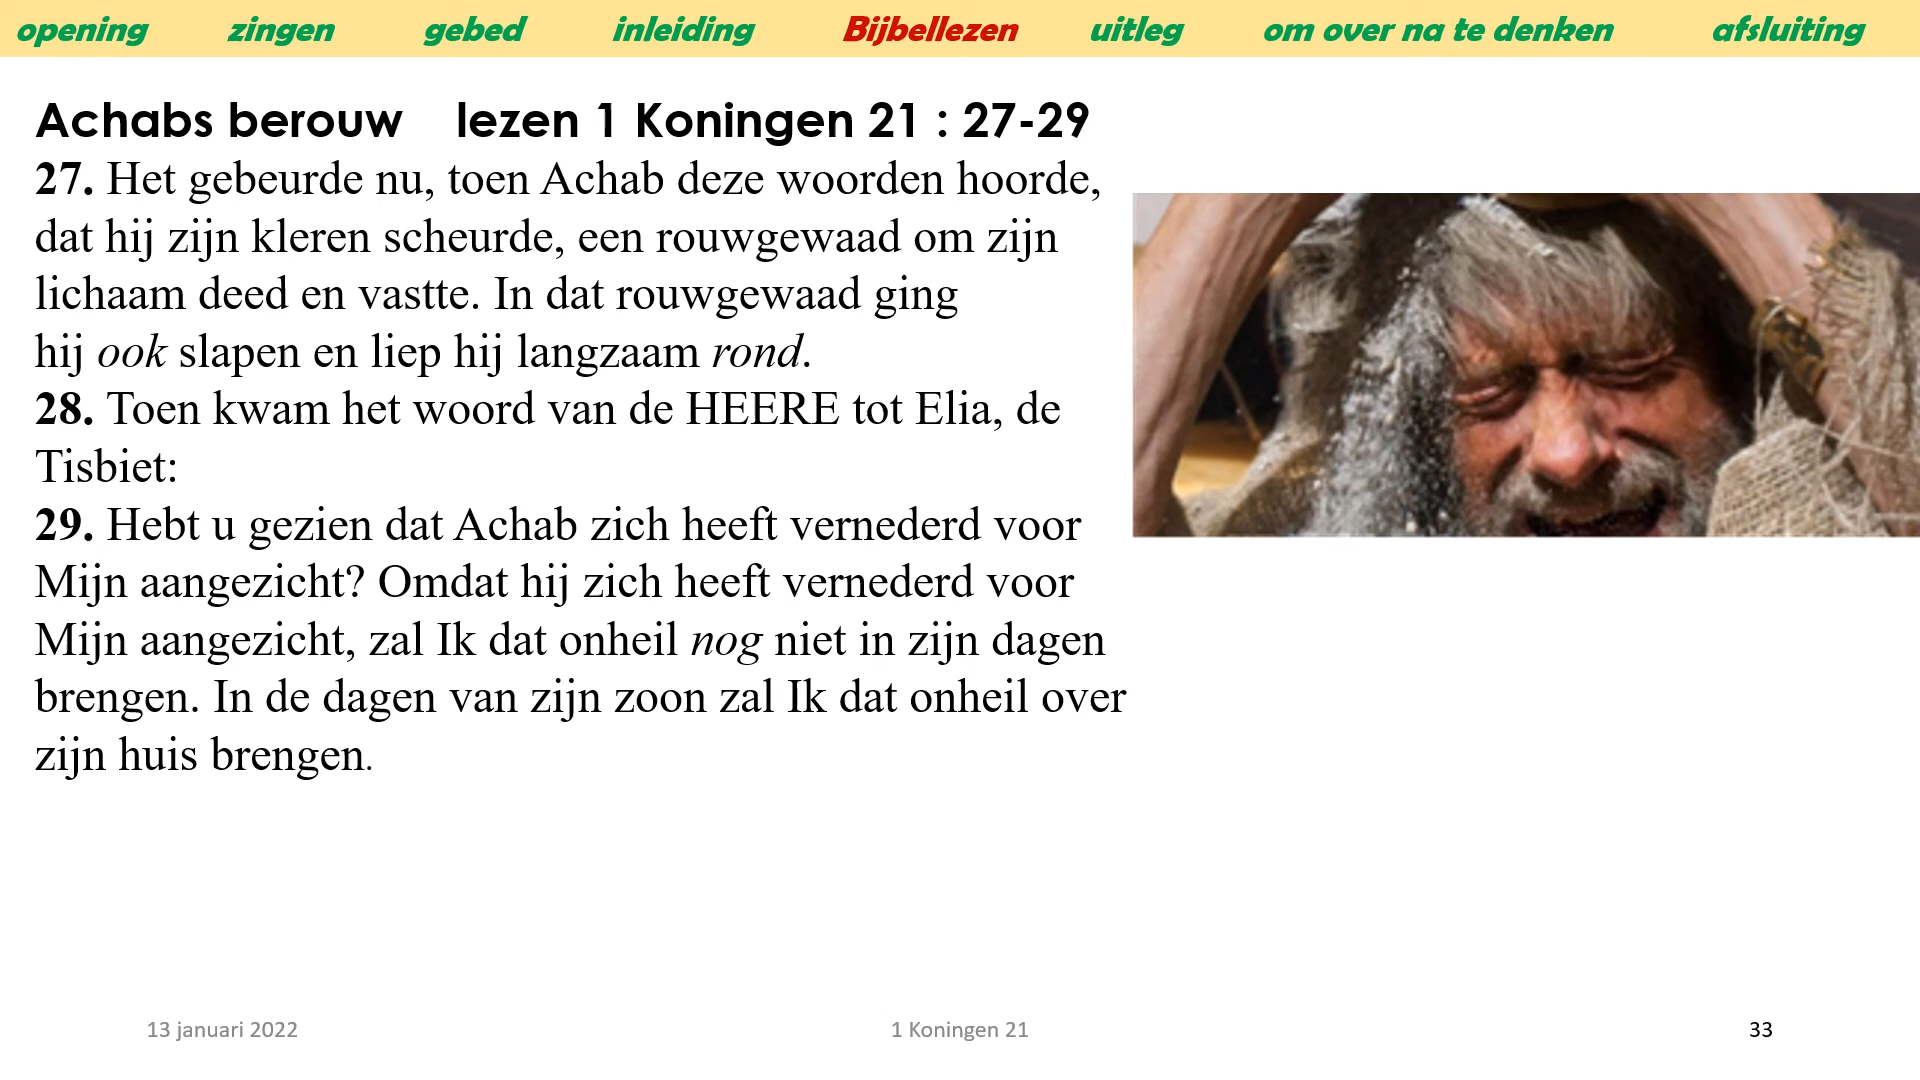 opening zingen gebed inleiding Bijbellezen uitleg om over na te denken afsluiting
Achabs berouw lezen 1 Koningen 21 : 27-29
27. Het gebeurde nu, toen Achab deze woorden hoorde,
dat hij zijn kleren scheurde, een rouwgewaad om zijn
lichaam deed en vastte. In dat rouwgewaad ging
hij ook slapen en liep hij langzaam rond.
28. Toen kwam het woord van de HEERE tot Elia, de
Tisbiet:
29. Hebt u gezien dat Achab zich heeft vernederd voor
Mijn aangezicht? Omdat hij zich heeft vernederd voor
Mijn aangezicht, zal Ik dat onheil nog niet in zijn dagen
brengen. In de dagen van zijn zoon zal Ik dat onheil over
zijn huis brengen.
13 januari 2022 1 Koningen 21 33